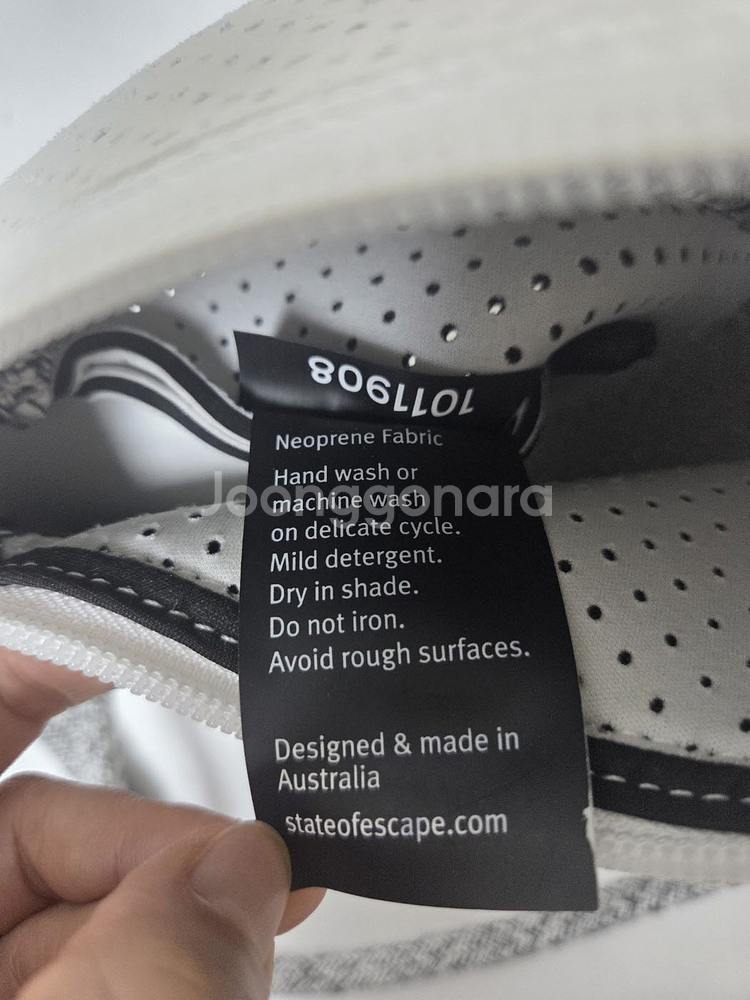 1011908
Neoprene Fabric
Hand wash or
machine wash
on delicate cycle.
Mild detergent.
Dry in shade.
Do not iron.
Avoid rough surfaces.
Designed & made in
Australia
stateofescape.com
Joonggonara